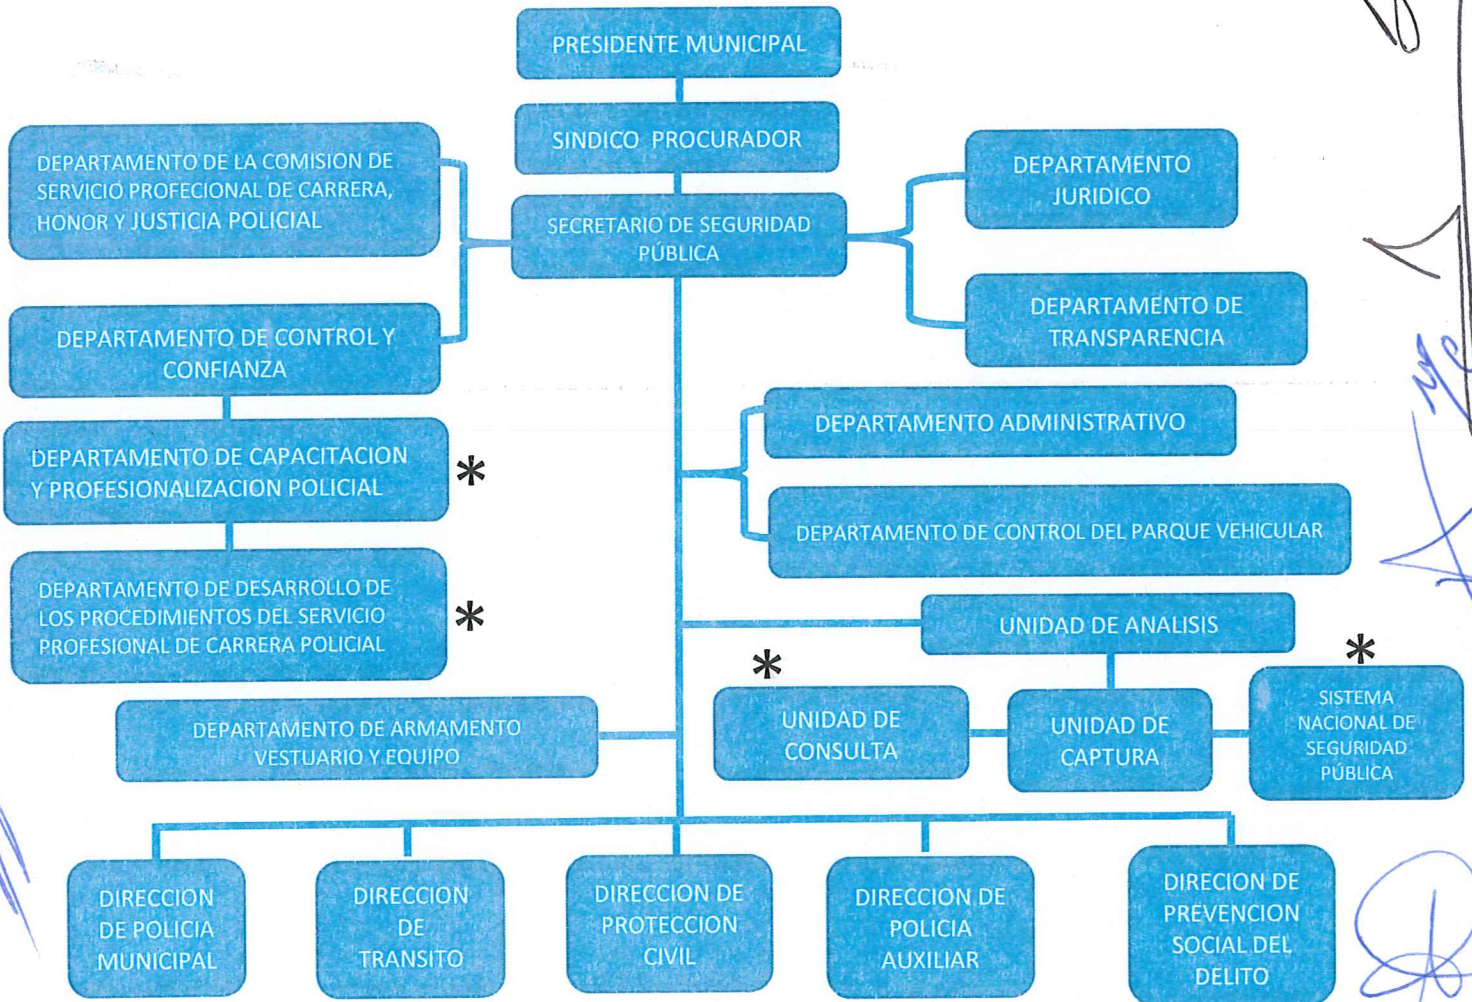 PRESIDENTE MUNICIPAL
SINDICO PROCURADOR
SECRETARIO DE SEGURIDAD
PÚBLICA
DEPARTAMENTO DE LA COMISION DE
SERVICIO PROFECIONAL DE CARRERA,
HONOR Y JUSTICIA POLICIAL
DEPARTAMENTO
JURIDICO
DEPARTAMENTO DE
TRANSPARENCIA
DEPARTAMENTO DE CONTROL Y
CONFIANZA
DEPARTAMENTO DE CAPACITACION
Y PROFESIONALIZACION POLICIAL
*
DEPARTAMENTO DE DESARROLLO DE
LOS PROCEDIMIENTOS DEL SERVICIO
PROFESIONAL DE CARRERA POLICIAL
*
DEPARTAMENTO ADMINISTRATIVO
DEPARTAMENTO DE CONTROL DEL PARQUE VEHICULAR
UNIDAD DE ANALISIS
*
UNIDAD DE
CONSULTA
UNIDAD DE
CAPTURA
*
SISTEMA
NACIONAL DE
SEGURIDAD
PÚBLICA
DEPARTAMENTO DE ARMAMENTO
VESTUARIO Y EQUIPO
DIRECCION
DE POLICIA
MUNICIPAL
DIRECCION
DE
TRANSITO
DIRECCION DE
PROTECCION
CIVIL
DIRECCION DE
POLICIA
AUXILIAR
DIRECION DE
PREVENCION
SOCIAL DEL
DELITO